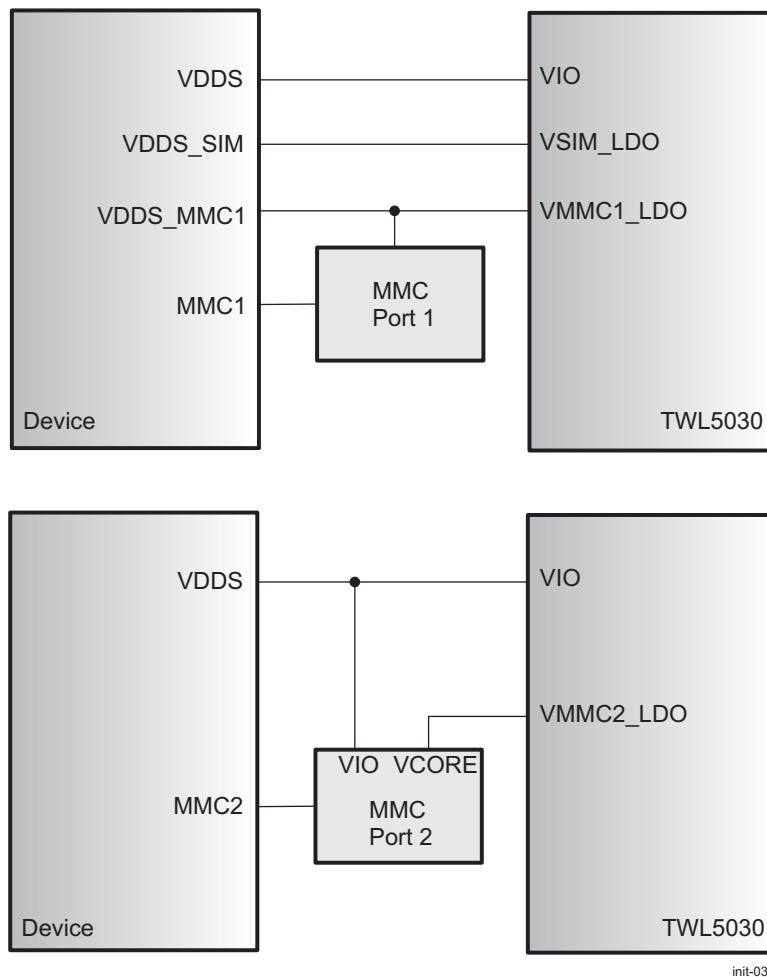 VDDS
VIO
VDDS_SIM
VSIM_LDO
VDDS_MMC1
VMMC1_LDO
MMC1
MMC
Port 1
Device
TWL5030
VDDS
VIO
VMMC2_LDO
VIO VCORE
MMC2
MMC
Port 2
Device
TWL5030
init-03